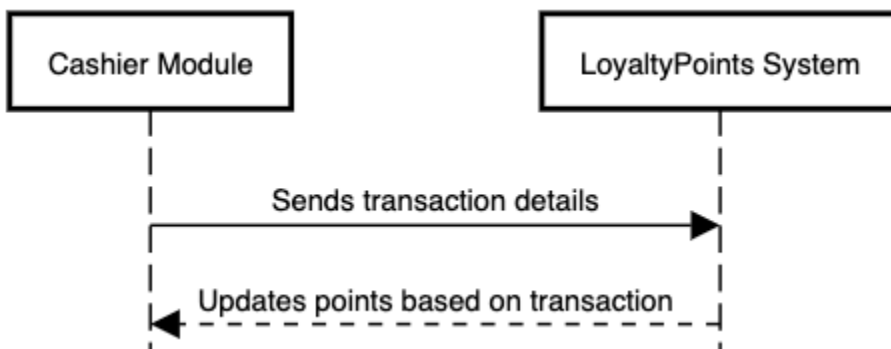 Cashier Module
LoyaltyPoints System
Sends transaction details
Updates points based on transaction